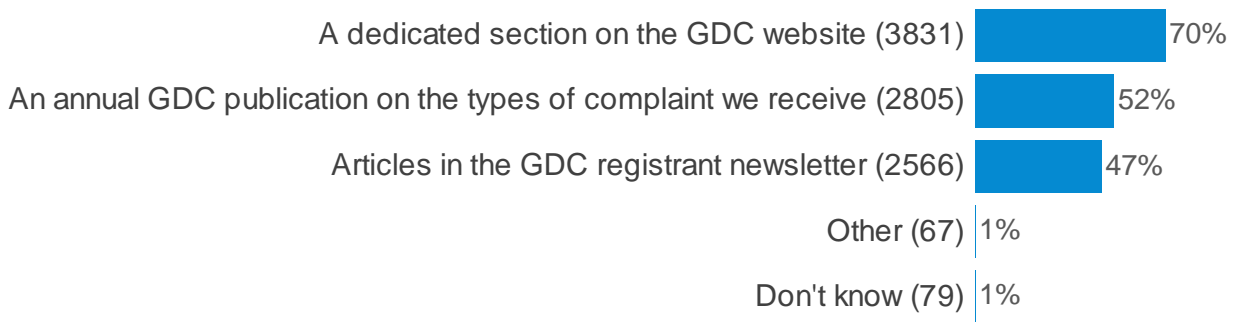 A dedicated section on the GDC website (3831) 70%
An annual GDC publication on the types of complaint we receive (2805) 52%
Articles in the GDC registrant newsletter (2566) 47%
Other (67) 1%
Don't know (79) 1%